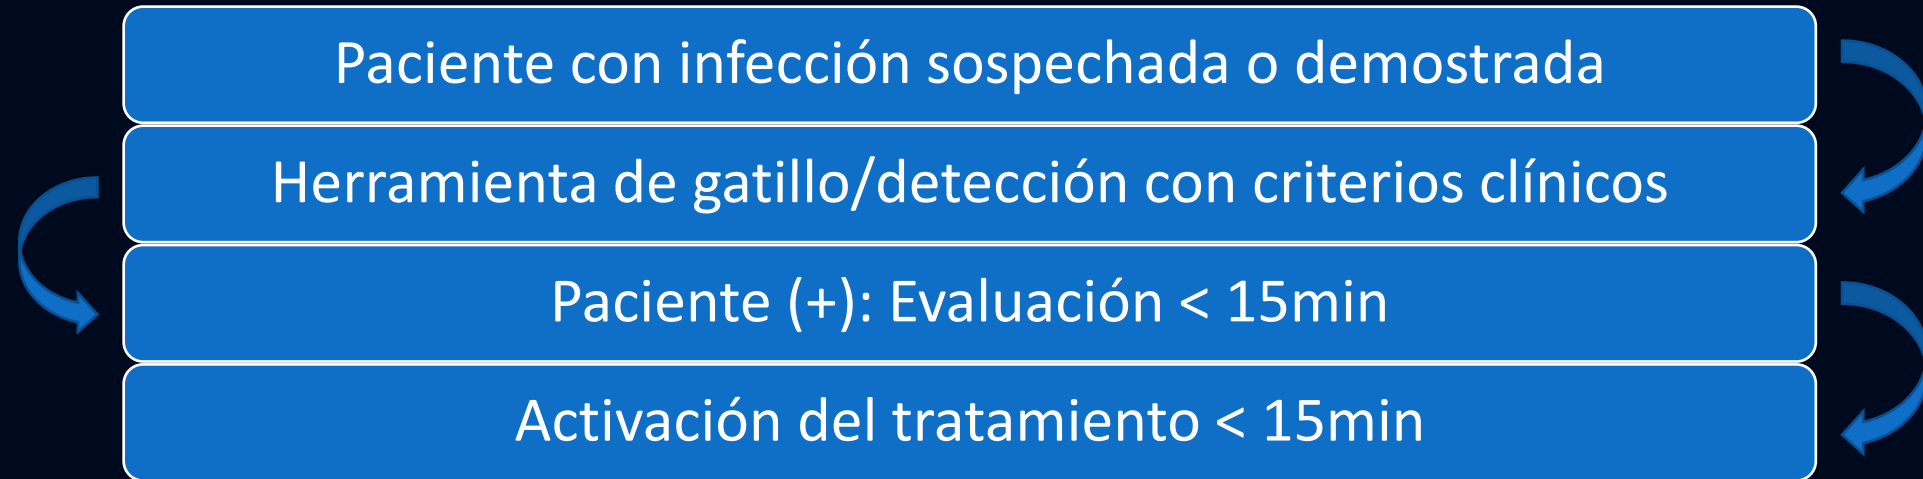 Paciente con infección sospechada o demostrada
Herramienta de gatillo/detección con criterios clínicos
Paciente (+): Evaluación < 15min
Activación del tratamiento < 15min